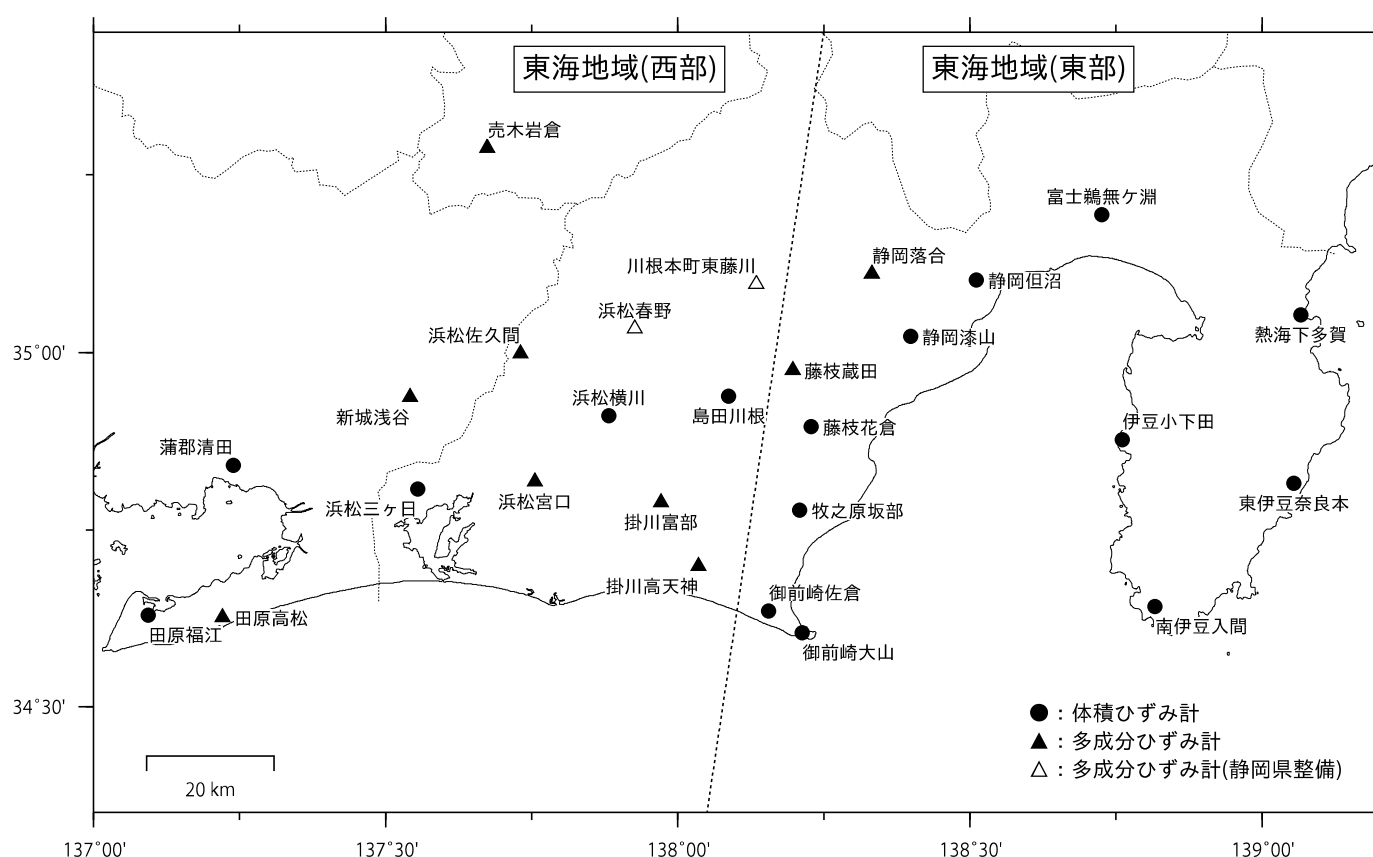 東海地域(西部)
東海地域(東部)
売木岩倉
富士鵜無ケ淵
静岡落合
川根本町東藤川
静岡但沼
浜松春野
浜松佐久間
静岡漆山
熱海下多賀
35°00'
藤枝蔵田
浜松横川
新城浅谷
島田川根
伊豆小下田
藤枝花倉
蒲郡清田
浜松宮口
東伊豆奈良本
浜松三ヶ日
牧之原坂部
掛川富部
掛川高天神
御前崎佐倉
田原高松
南伊豆入間
田原福江
御前崎大山
34°30'
：体積ひずみ計
：多成分ひずみ計
：多成分ひずみ計(静岡県整備)
20 km
137°00'
137°30'
138°00'
138°30'
139°00'